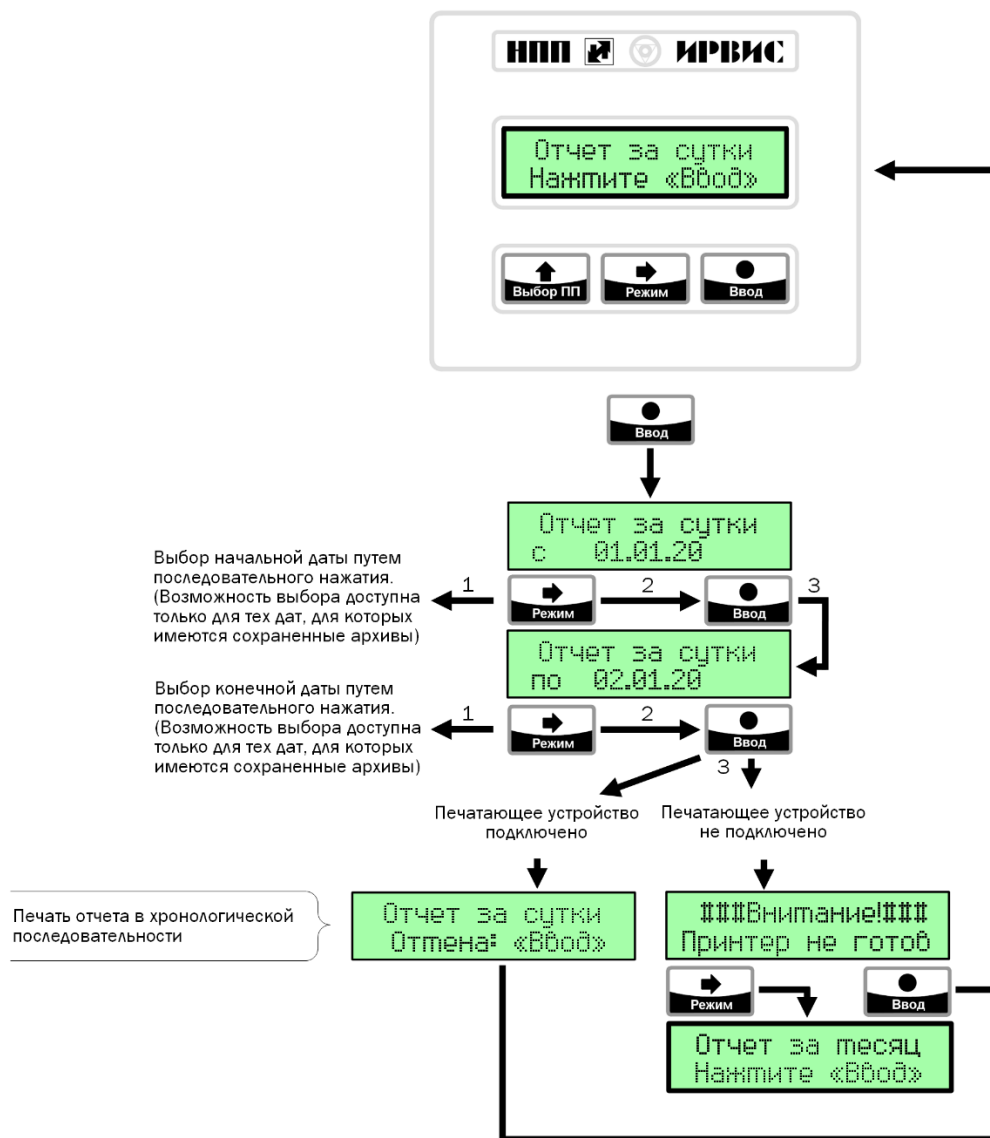 НПП ИРВИС
Отчет за сутки
Нажmиmе «Ввод»
Выбор ПП
Режим
Ввод
Ввод
Отчет за сутки
с 01.01.20
Выбор начальной даты путем
последовательного нажатия.
(Возможность выбора доступна
только для тех дат, для которых
имеются сохраненные архивы)
1
Режим
2
Ввод
3
Отчет за сутки
по 02.01.20
Выбор конечной даты путем
последовательного нажатия.
(Возможность выбора доступна
только для тех дат, для которых
имеются сохраненные архивы)
1
Режим
2
Ввод
3
Печатающее устройство
подключено
Печатающее устройство
не подключено
Печать отчета в хронологической
последовательности
Отчет за сутки
Отmена: «Ввод»
###Внимание!###
Принтер не готов
Режим
Ввод
Отчет за mесяц
Нажmиmе «Ввод»